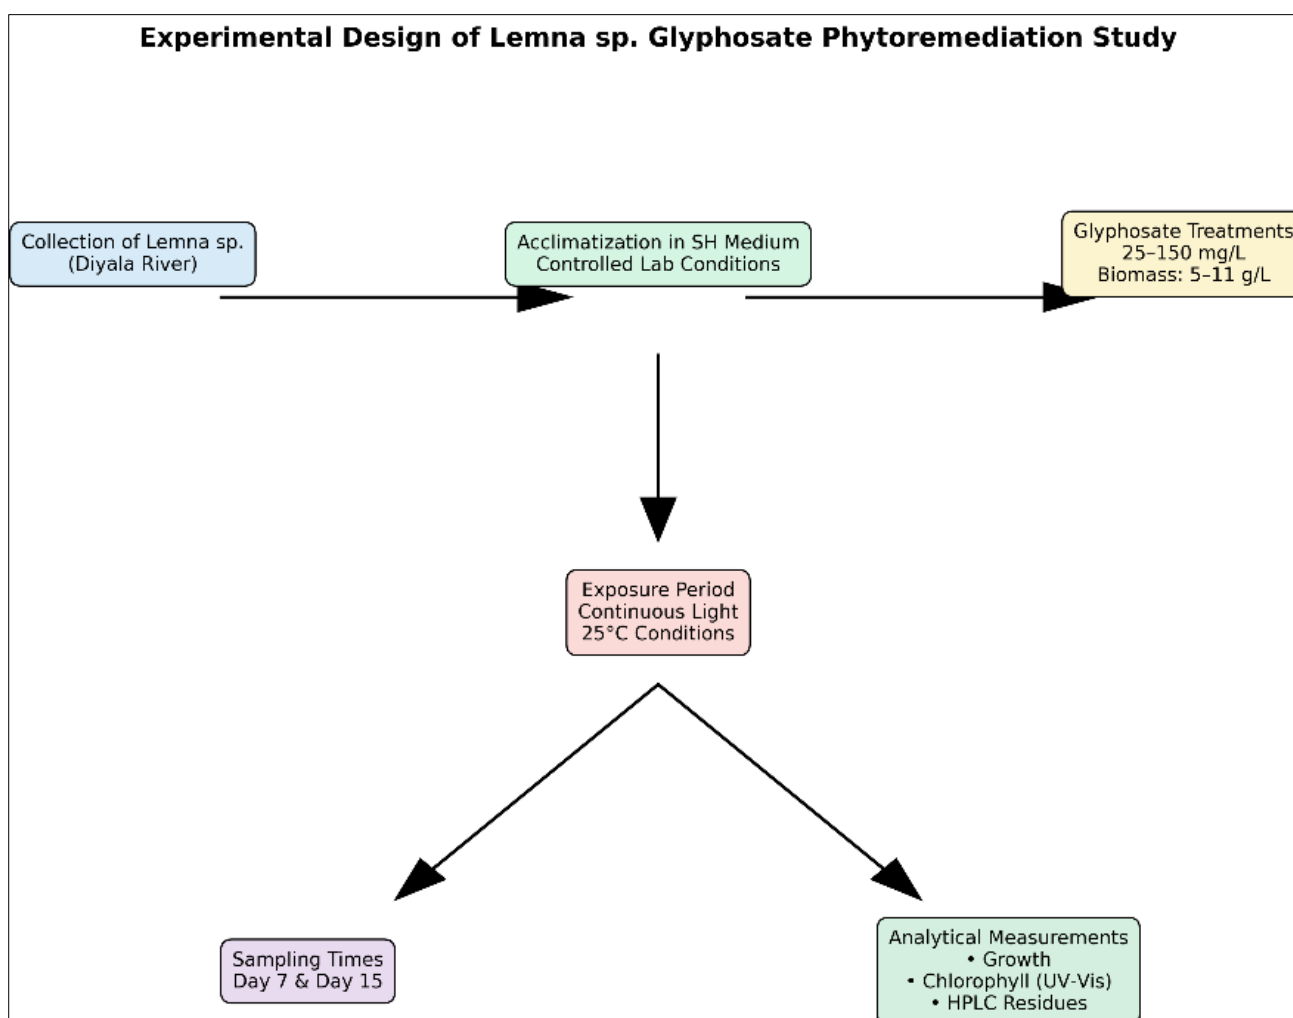 Experimental Design of Lemna sp. Glyphosate Phytoremediation Study
Collection of Lemna sp.
(Diyala River)
Acclimatization in SH Medium
Controlled Lab Conditions
Glyphosate Treatments
25–150 mg/L
Biomass: 5–11 g/L
Exposure Period
Continuous Light
25°C Conditions
Sampling Times
Day 7 & Day 15
Analytical Measurements
• Growth
• Chlorophyll (UV-Vis)
• HPLC Residues